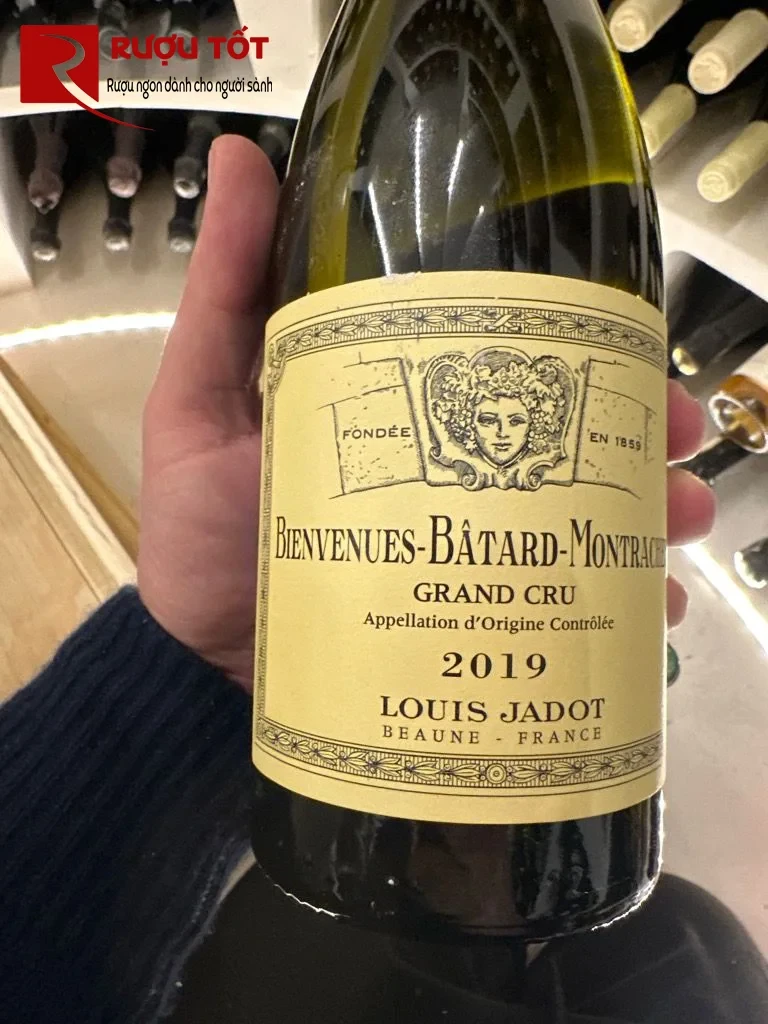 RƯỢU TỐT
Rượu ngon dành cho người sành
FONDÉE
EN 1859
BIENVENUES-BÂTARD-MONTRACHE
GRAND CRU
Appellation d'Origine Contrôlée
2019
LOUIS JADOT
BEAUNE - FRANCE